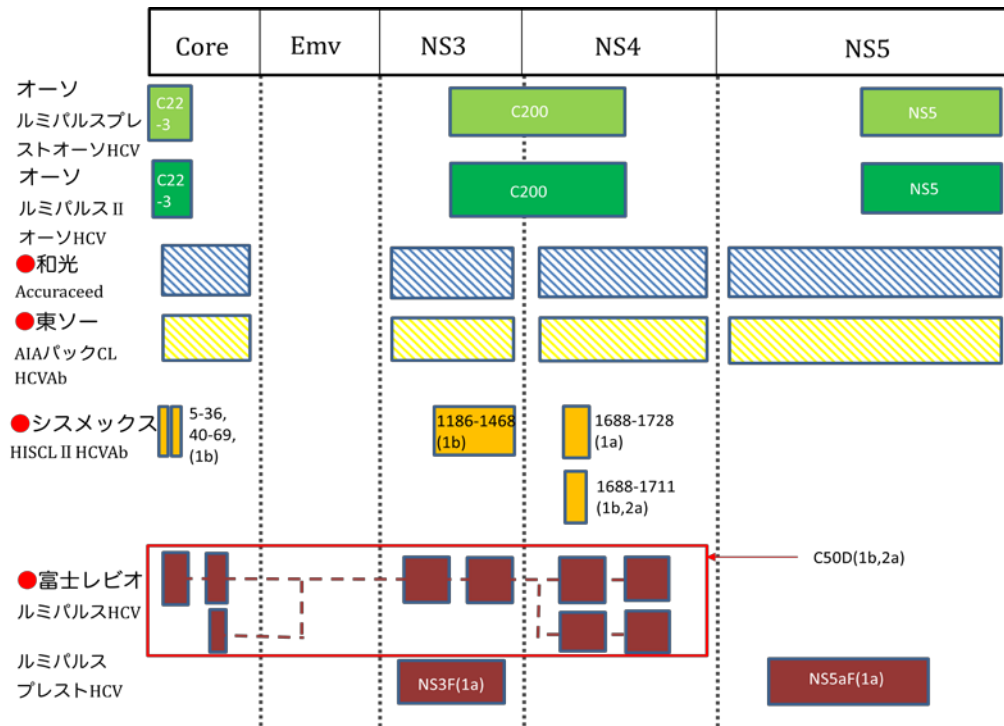 Core Emv NS3 NS4 NS5
オーソ
ルミパルスプレ
ストオーソHCV
C22
-3
C200
NS5
オーソ
ルミパルスⅡ
オーソHCV
C22
-3
C200
NS5
和光
Accuraceed
東ソー
AIAパックCL
HCVAb
シスメックス
HISCLⅡHCVAb
5-36,
40-69,
(1b)
1186-1468
(1b)
1688-1728
(1a)
1688-1711
(1b,2a)
C50D(1b,2a)
富士レビオ
ルミパルスHCV
ルミパルス
プレストHCV
NS3F(1a)
NS5aF(1a)